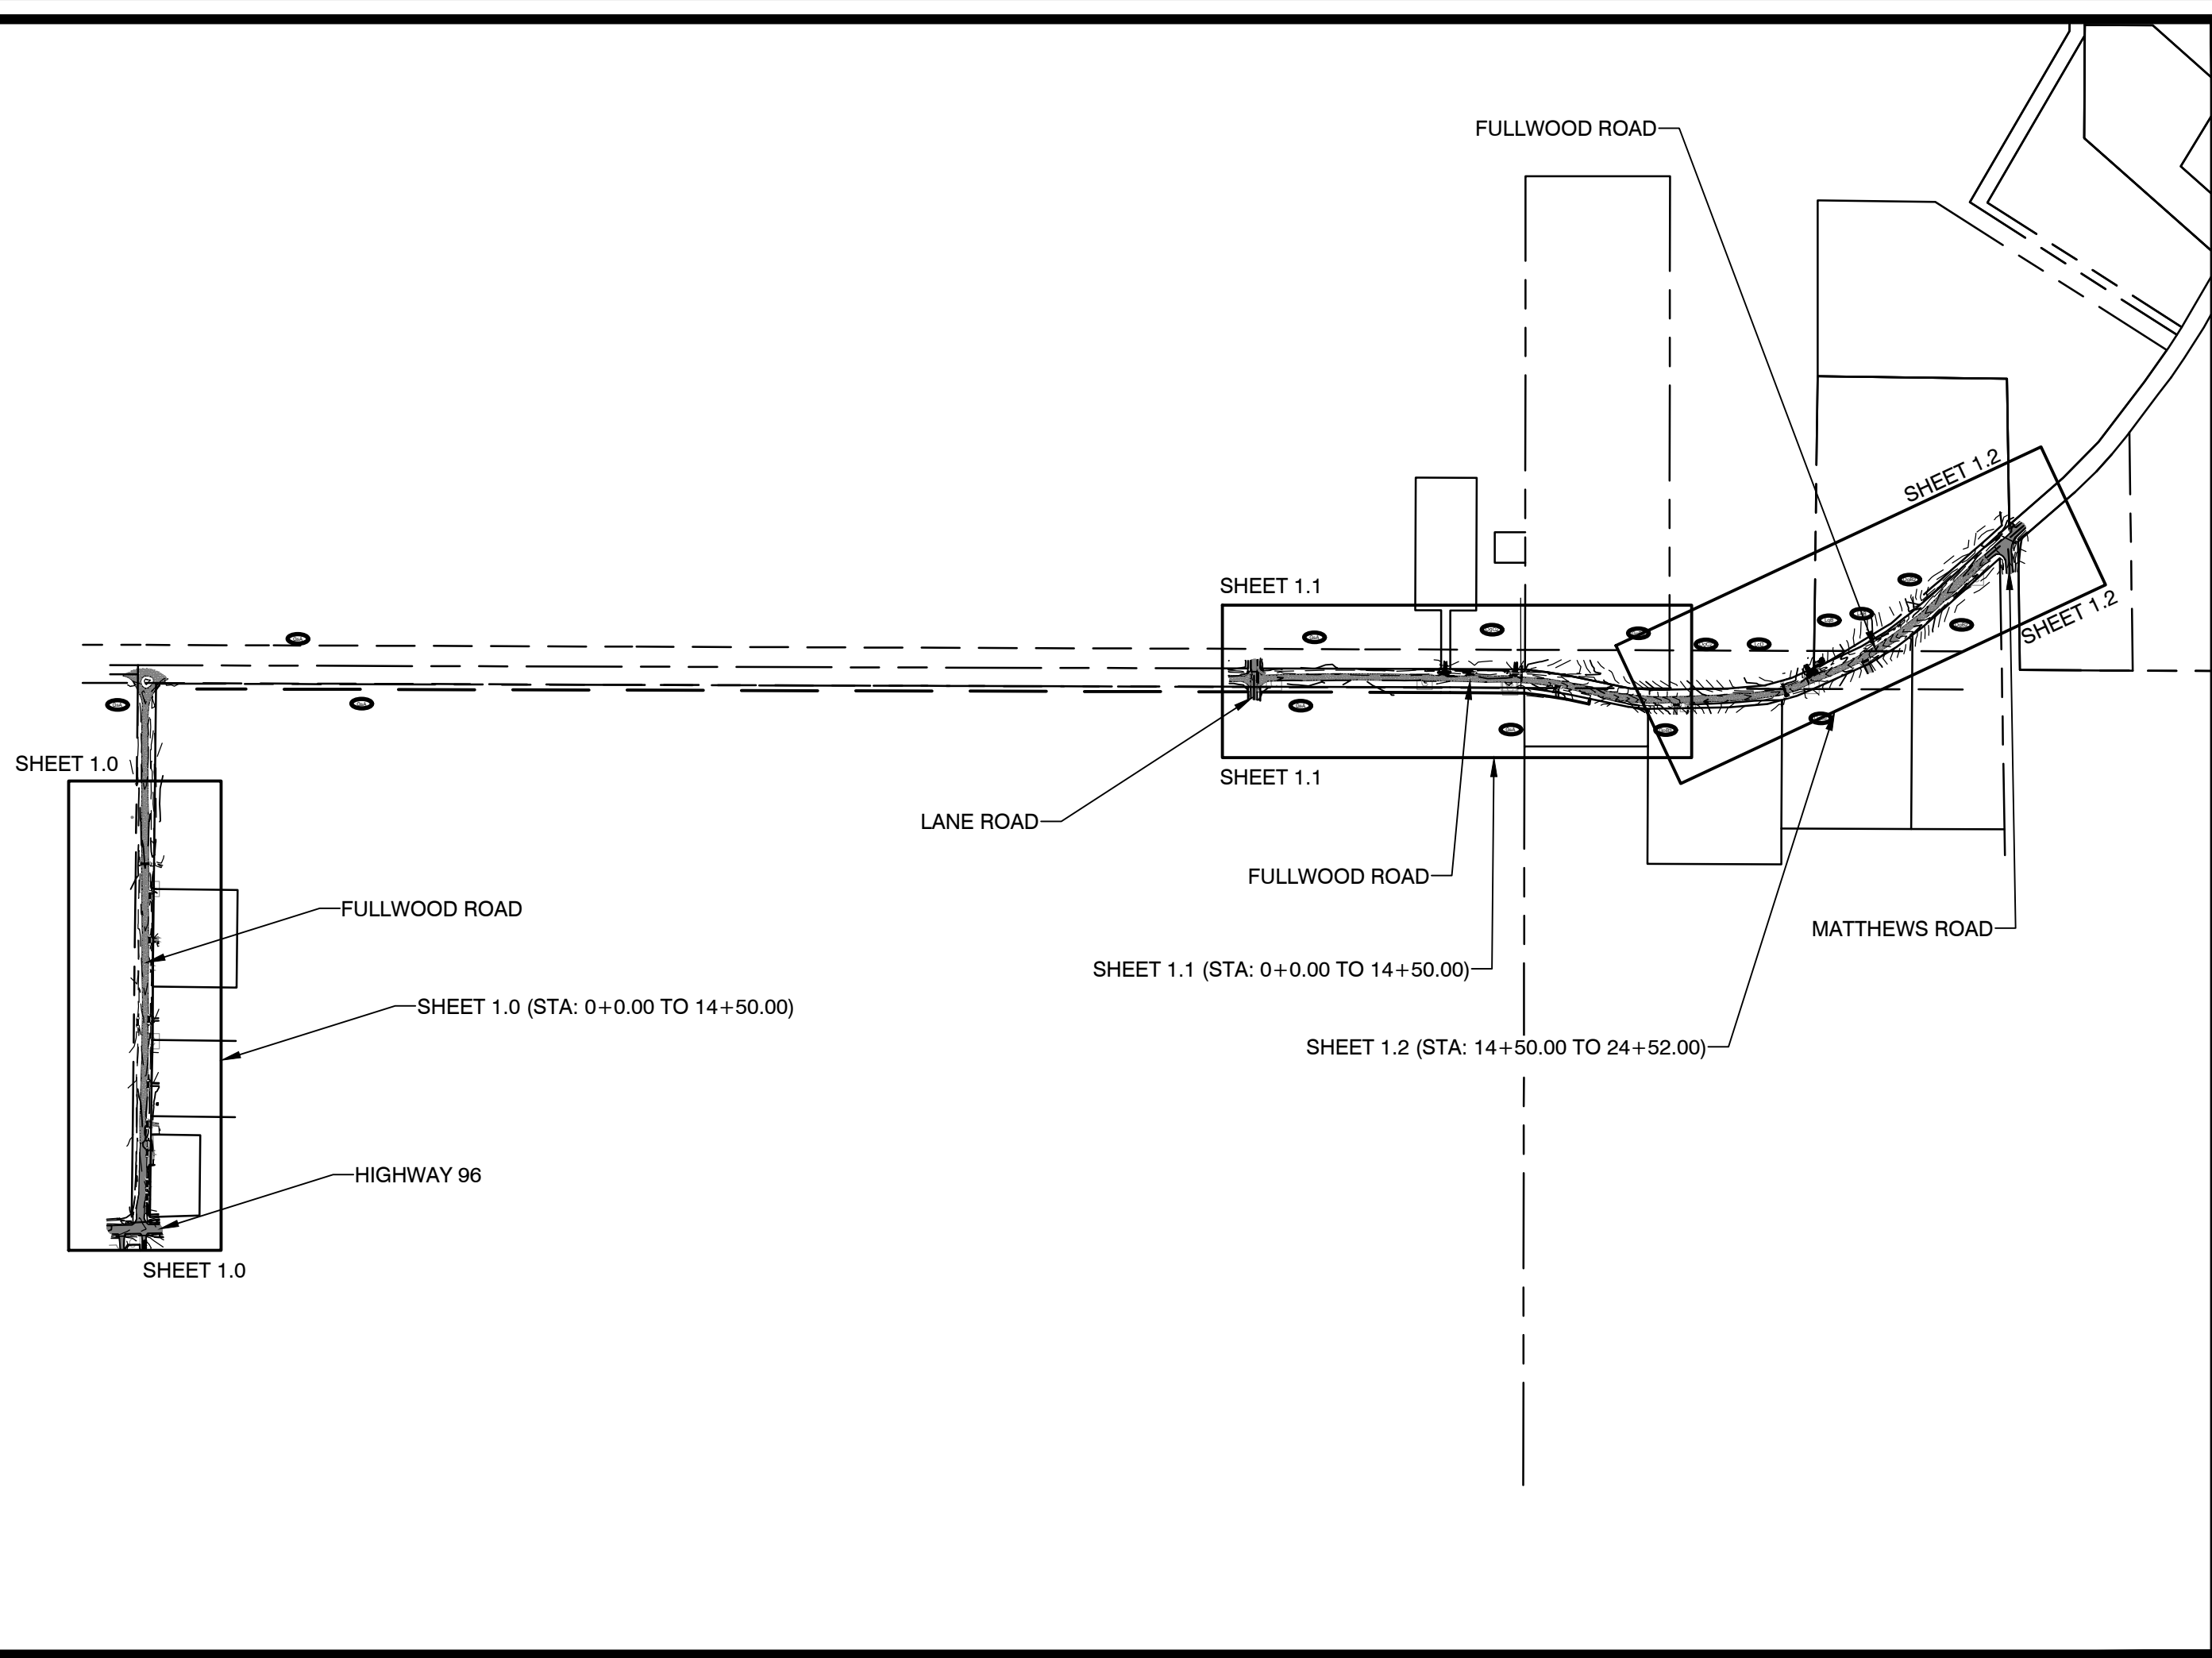 FULLWOOD ROAD
SHEET 1.2
SHEET 1.1
SHEET 1.2
SHEET 1.0
SHEET 1.1
LANE ROAD
FULLWOOD ROAD
FULLWOOD ROAD
MATTHEWS ROAD
SHEET 1.1 (STA: 0+0.00 TO 14+50.00)
SHEET 1.0 (STA: 0+0.00 TO 14+50.00)
SHEET 1.2 (STA: 14+50.00 TO 24+52.00)
HIGHWAY 96
SHEET 1.0